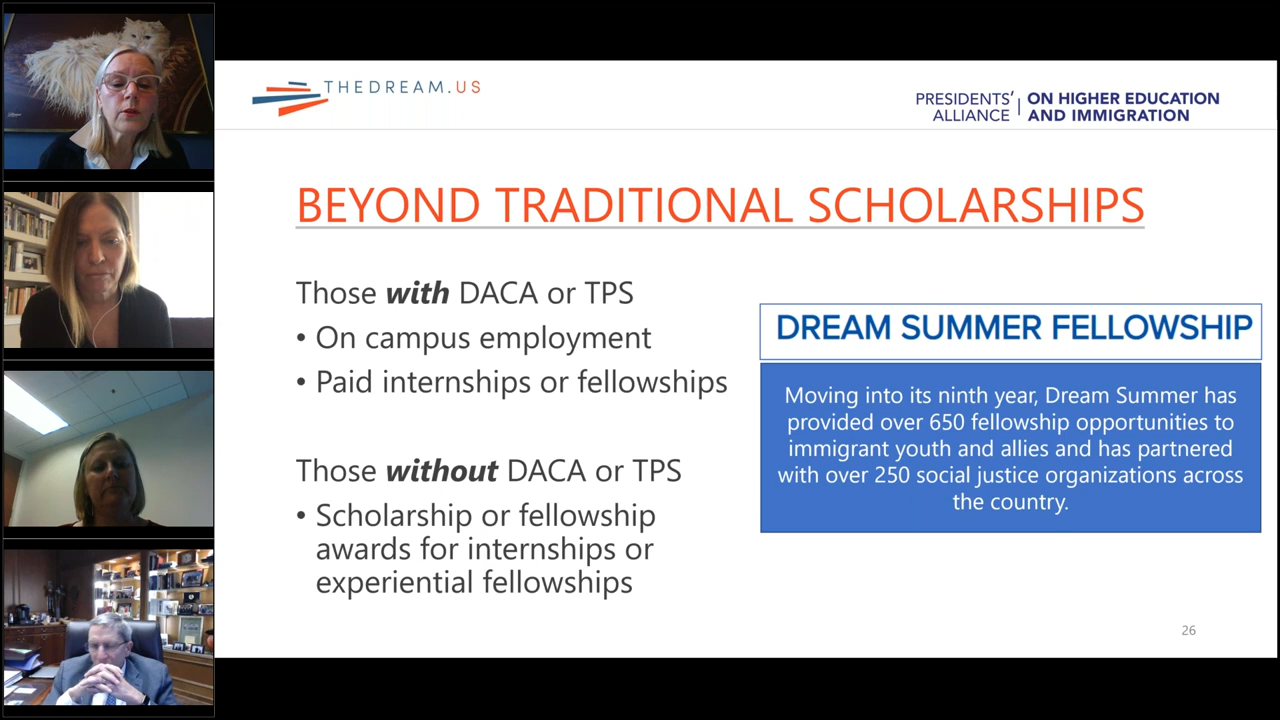 THEDREAM.US
PRESIDENTS'
ALLIANCE
ON HIGHER EDUCATION
AND IMMIGRATION
BEYOND TRADITIONAL SCHOLARSHIPS
Those with DACA or TPS
• On campus employment
• Paid internships or fellowships
Those without DACA or TPS
• Scholarship or fellowship
awards for internships or
experiential fellowships
DREAM SUMMER FELLOWSHIP
Moving into its ninth year, Dream Summer has
provided over 650 fellowship opportunities to
immigrant youth and allies and has partnered
with over 250 social justice organizations across
the country.
26